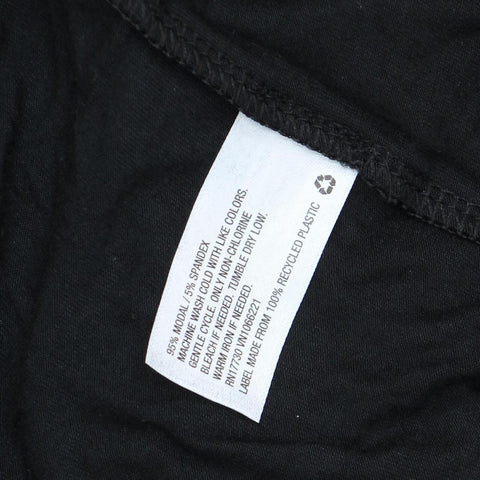 95% MODAL / 5% SPANDEX
MACHINE WASH COLD WITH LIKE COLORS.
GENTLE CYCLE. ONLY NON-CHLORINE
BLEACH IF NEEDED. TUMBLE DRY LOW.
WARM IRON IF NEEDED.
RN17730 VN1066221
LABEL MADE FROM 100% RECYCLED PLASTIC